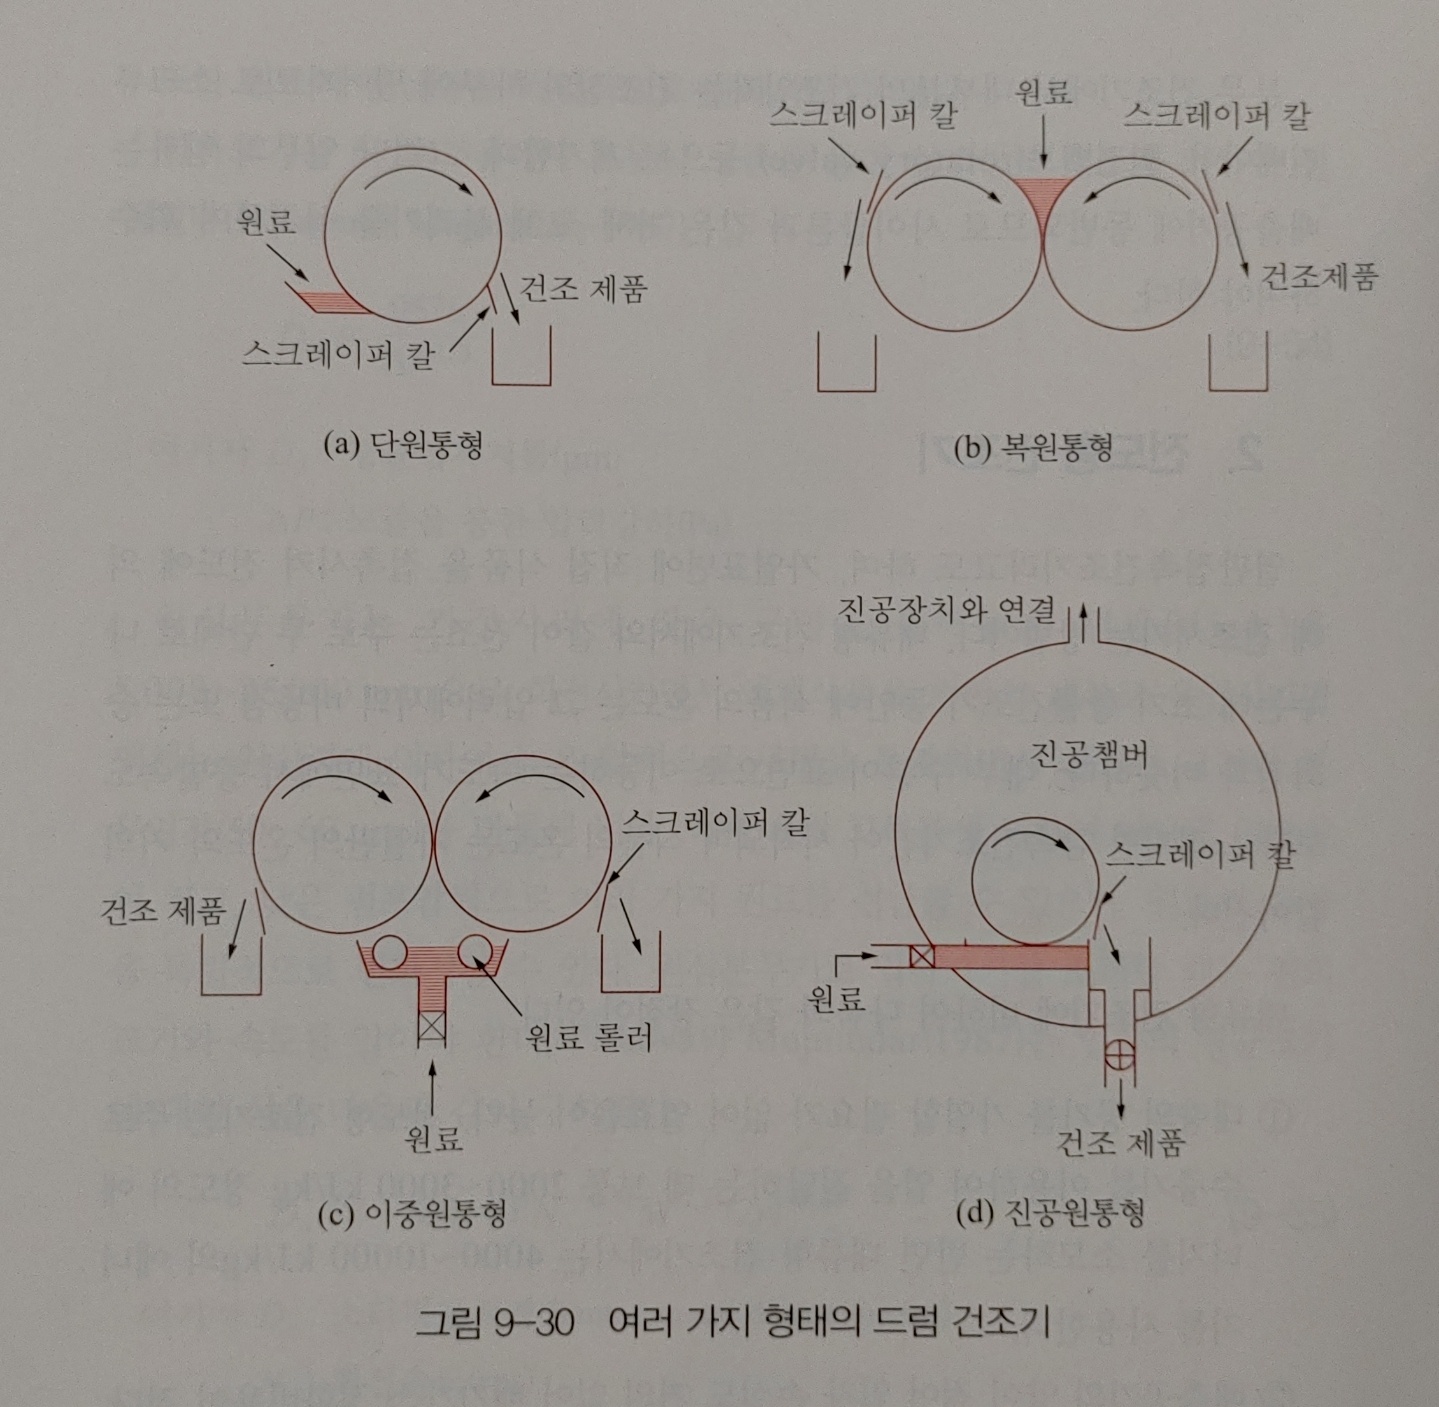 원료
건조 제품
스크레이퍼 칼
(a) 단원통형
스크레이퍼 칼
원료
스크레이퍼 칼
건조제품
(b) 복원통형
스크레이퍼 칼
건조 제품
원료 롤러
원료
(c) 이중원통형
진공장치와 연결
진공챔버
스크레이퍼 칼
원료
건조 제품
(d) 진공원통형
그림 9-30 여러 가지 형태의 드럼 건조기